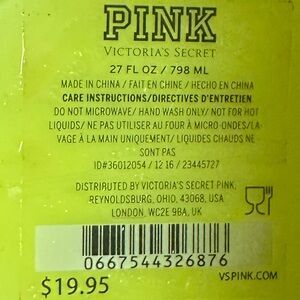 PINK
VICTORIA'S SECRET
27 FL OZ / 798 ML
MADE IN CHINA / FAIT EN CHINE / HECHO EN CHINA
CARE INSTRUCTIONS/DIRECTIVES D'ENTRETIEN
DO NOT MICROWAVE/ HAND WASH ONLY/ NOT FOR HOT
LIQUIDS/ NE PAS UTILISER AU FOUR À MICRO-ONDES/LA-
VAGE À LA MAIN UNIQUEMENT/ LIQUIDES CHAUDS NE
SONT PAS
ID#36012054 / 12 16 / 23445727
DISTRIBUTED BY VICTORIA'S SECRET PINK,
REYNOLDSBURG, OHIO, 43068, USA
LONDON, WC2E 9BA, UK
0667544326876
$19.95
VSPINK.COM